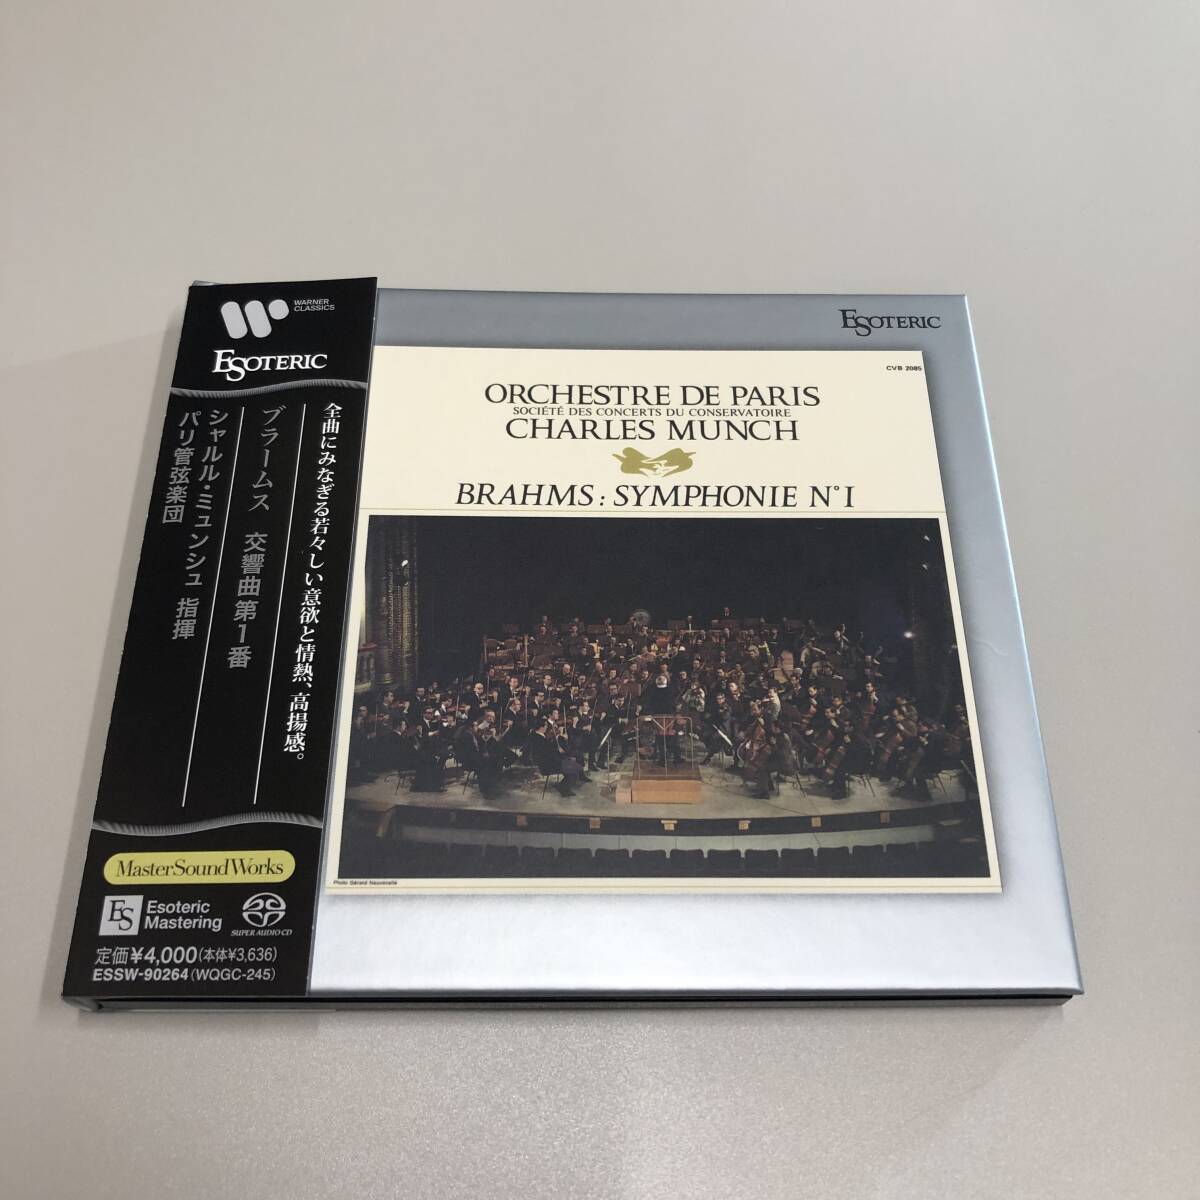 WARNER
CLASSICS
ESOTERIC
全曲にみなぎる若々しい意欲と情熱、高揚感。
ブラームス 交響曲第1番
シャルル・ミュンシュ 指揮
パリ管弦楽団
MasterSoundWorks
ES
Esoteric
Mastering
SUPER AUDIO CD
定価¥4,000(本体¥3,636)
ESSW-90264(WQGC-245)
ESOTERIC
CVB 2085
ORCHESTRE DE PARIS
SOCIÉTÉ DES CONCERTS DU CONSERVATOIRE
CHARLES MUNCH
BRAHMS: SYMPHONIE N°I
Photo Gérard Neuvecelle